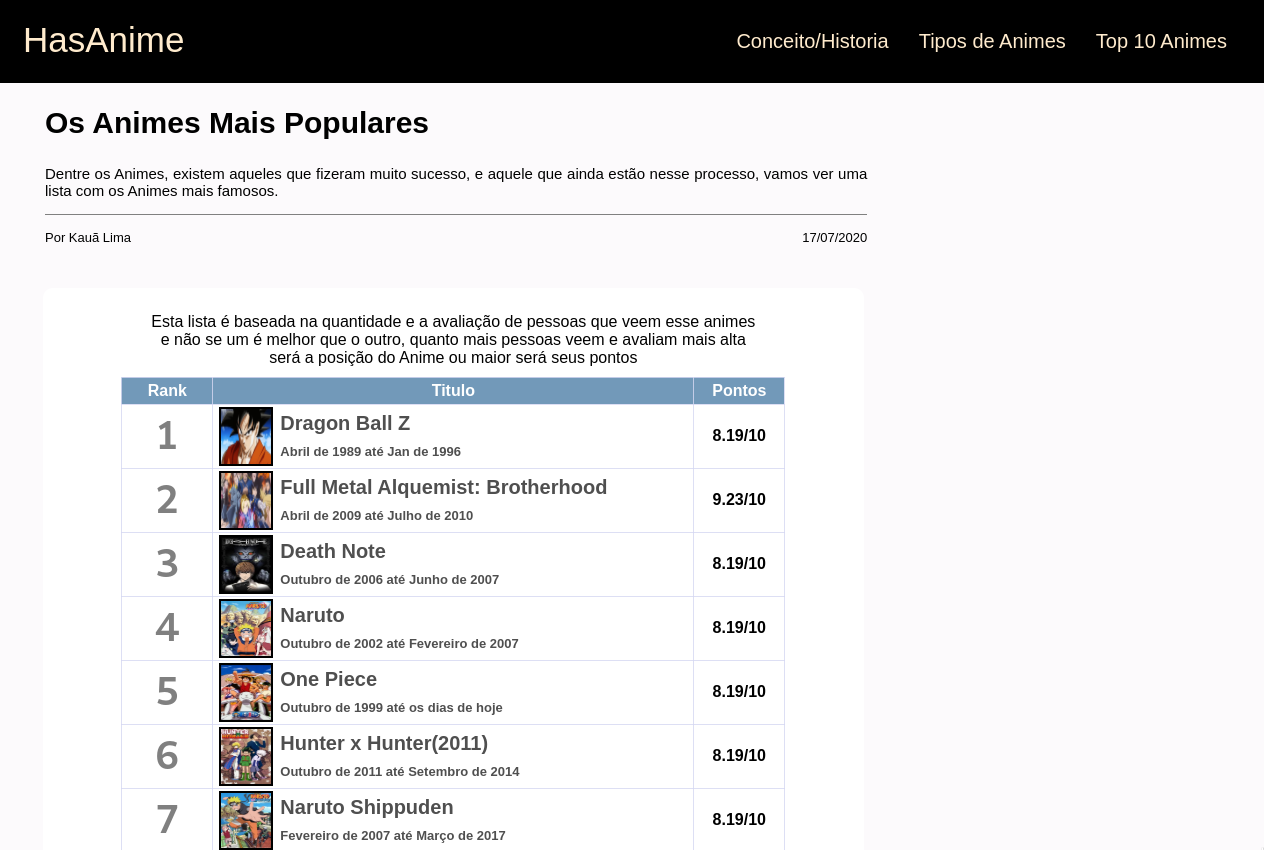 HasAnime
Conceito/Historia
Tipos de Animes
Top 10 Animes
Os Animes Mais Populares
Dentre os Animes, existem aqueles que fizeram muito sucesso, e aquele que ainda estão nesse processo, vamos ver uma
lista com os Animes mais famosos.
Por Kauã Lima
17/07/2020
Esta lista é baseada na quantidade e a avaliação de pessoas que veem esse animes
e não se um é melhor que o outro, quanto mais pessoas veem e avaliam mais alta
será a posição do Anime ou maior será seus pontos
Rank Titulo Pontos
1 Dragon Ball Z 8.19/10
Abril de 1989 até Jan de 1996
2 Full Metal Alquemist: Brotherhood 9.23/10
Abril de 2009 até Julho de 2010
3 Death Note 8.19/10
Outubro de 2006 até Junho de 2007
4 Naruto 8.19/10
Outubro de 2002 até Fevereiro de 2007
5 One Piece 8.19/10
Outubro de 1999 até os dias de hoje
6 Hunter x Hunter(2011) 8.19/10
Outubro de 2011 até Setembro de 2014
7 Naruto Shippuden 8.19/10
Fevereiro de 2007 até Março de 2017